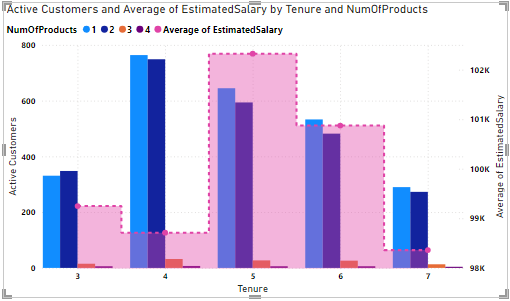 Active Customers and Average of EstimatedSalary by Tenure and NumOfProducts
NumOfProducts 1 2 3 4 Average of EstimatedSalary
800
600
400
200
0
Active Customers
102K
101K
100K
99K
98K
Average of EstimatedSalary
3 4 5 6 7
Tenure